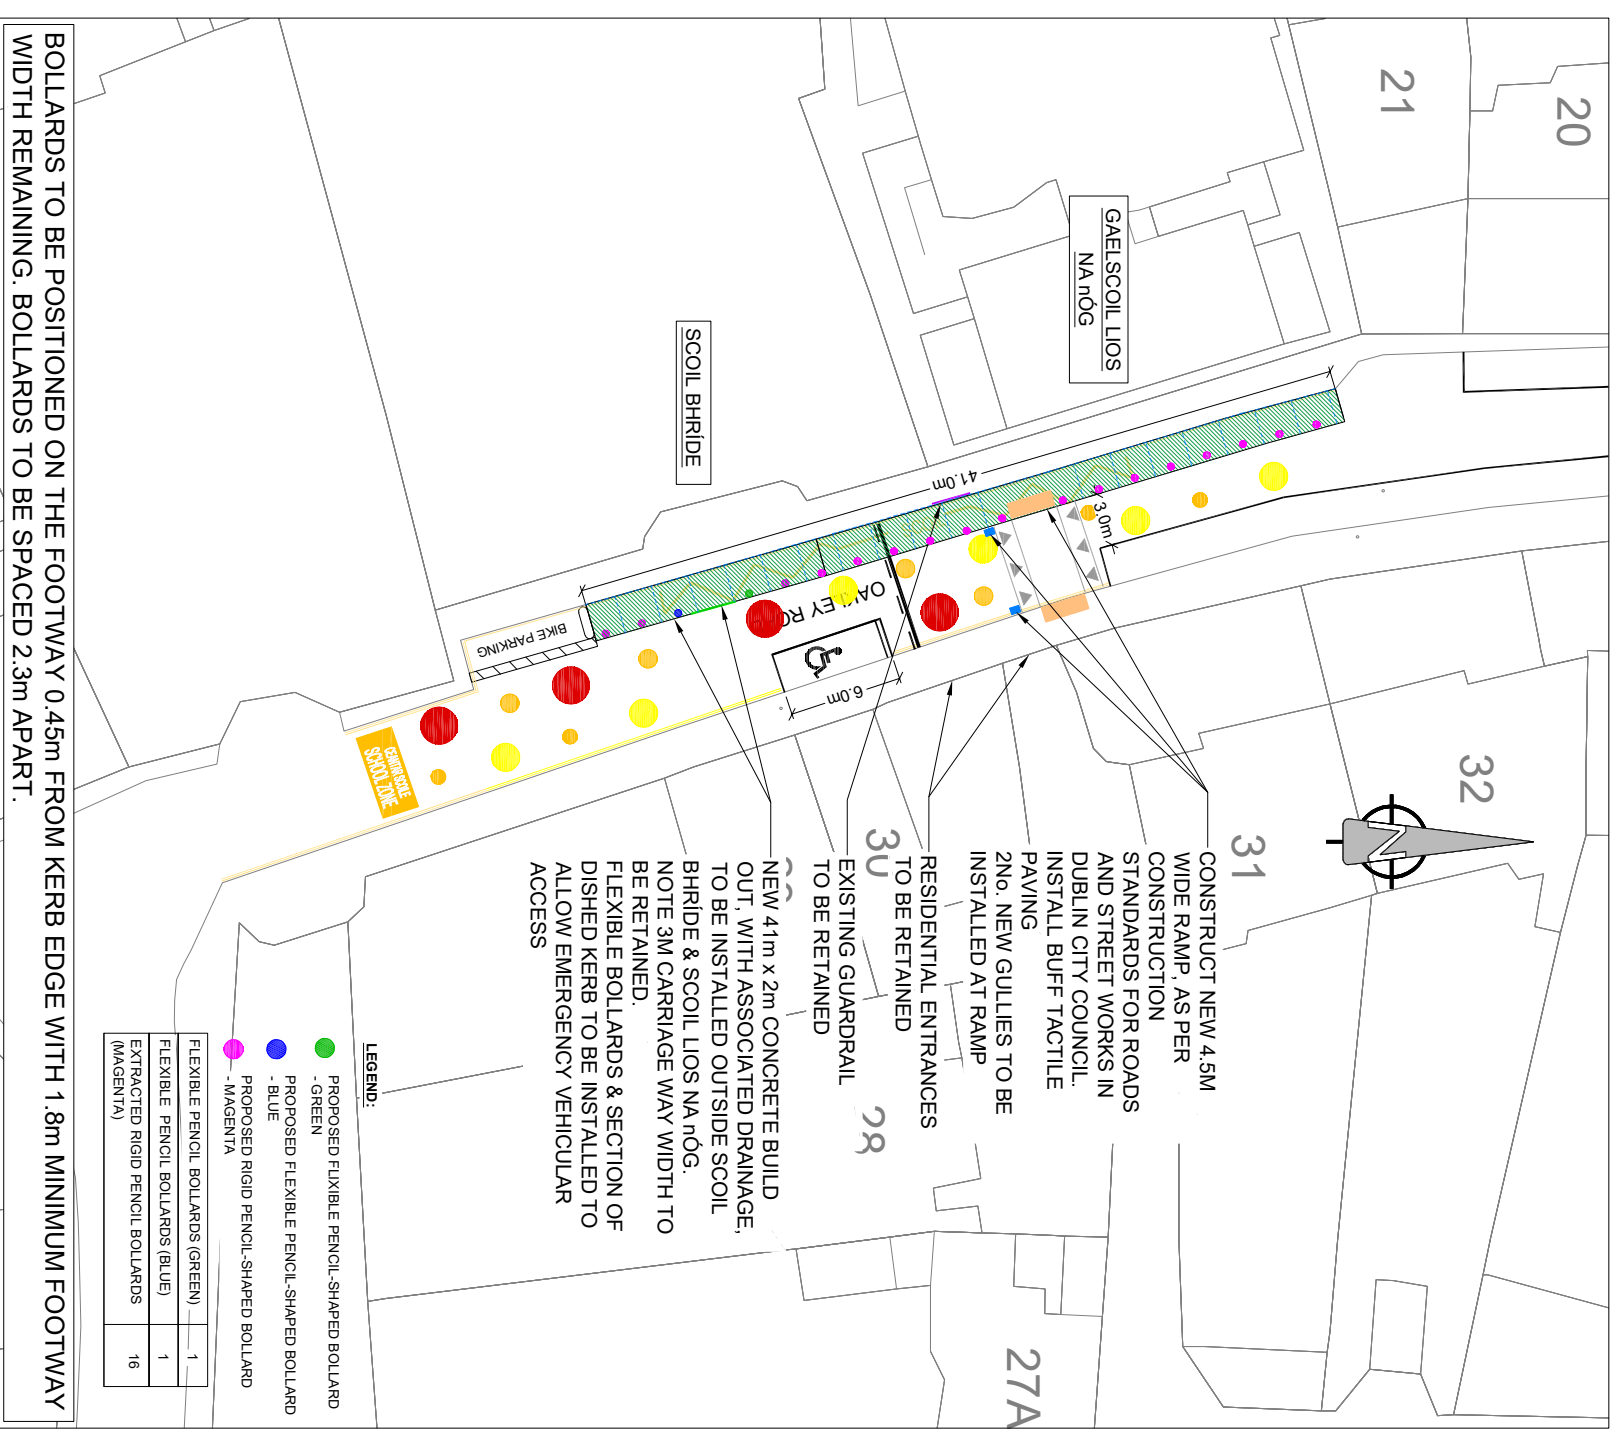 20
21
32
31
30
28
27A
GAELSCOIL LIOS
NA nÓG
SCOIL BHRÍDE
41.0m
3.0m
6.0m
BIKE PARKING
SCHOOL ZONE
CONSTRUCT NEW 4.5M
WIDE RAMP, AS PER
CONSTRUCTION
STANDARDS FOR ROADS
AND STREET WORKS IN
DUBLIN CITY COUNCIL.
INSTALL BUFF TACTILE
PAVING
2No. NEW GULLIES TO BE
INSTALLED AT RAMP
RESIDENTIAL ENTRANCES
TO BE RETAINED
EXISTING GUARDRAIL
TO BE RETAINED
NEW 41m x 2m CONCRETE BUILD
OUT, WITH ASSOCIATED DRAINAGE,
TO BE INSTALLED OUTSIDE SCOIL
BHRÍDE & SCOIL LIOS NA nÓG.
NOTE 3M CARRIAGE WAY WIDTH TO
BE RETAINED.
FLEXIBLE BOLLARDS & SECTION OF
DISHED KERB TO BE INSTALLED TO
ALLOW EMERGENCY VEHICULAR
ACCESS
LEGEND:
PROPOSED FLIXIBLE PENCIL-SHAPED BOLLARD
- GREEN
PROPOSED FLEXIBLE PENCIL-SHAPED BOLLARD
- BLUE
PROPOSED RIGID PENCIL-SHAPED BOLLARD
- MAGENTA
FLEXIBLE PENCIL BOLLARDS (GREEN) 1
FLEXIBLE PENCIL BOLLARDS (BLUE) 1
EXTRACTED RIGID PENCIL BOLLARDS 16
(MAGENTA)
BOLLARDS TO BE POSITIONED ON THE FOOTWAY 0.45m FROM KERB EDGE WITH 1.8m MINIMUM FOOTWAY
WIDTH REMAINING. BOLLARDS TO BE SPACED 2.3m APART.